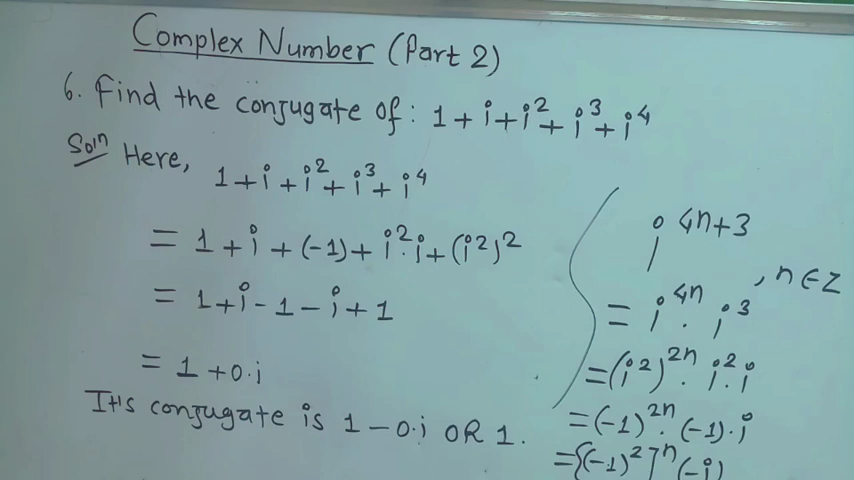 Complex Number (Part 2)
6. Find the conjugate of: 1 + i + i² + i³ + i⁴
Solⁿ Here,
1 + i + i² + i³ + i⁴
= 1 + i + (-1) + i².i + (i²)²
= 1 + i - 1 - i + 1
= 1 + 0.i
It's conjugate is 1 - 0.i OR 1.
i⁴ⁿ⁺³
, n ∈ Z
= i⁴ⁿ . i³
= (i²)²ⁿ . i².i
= (-1)²ⁿ. (-1).i
= {(-1)²}ⁿ (-i)